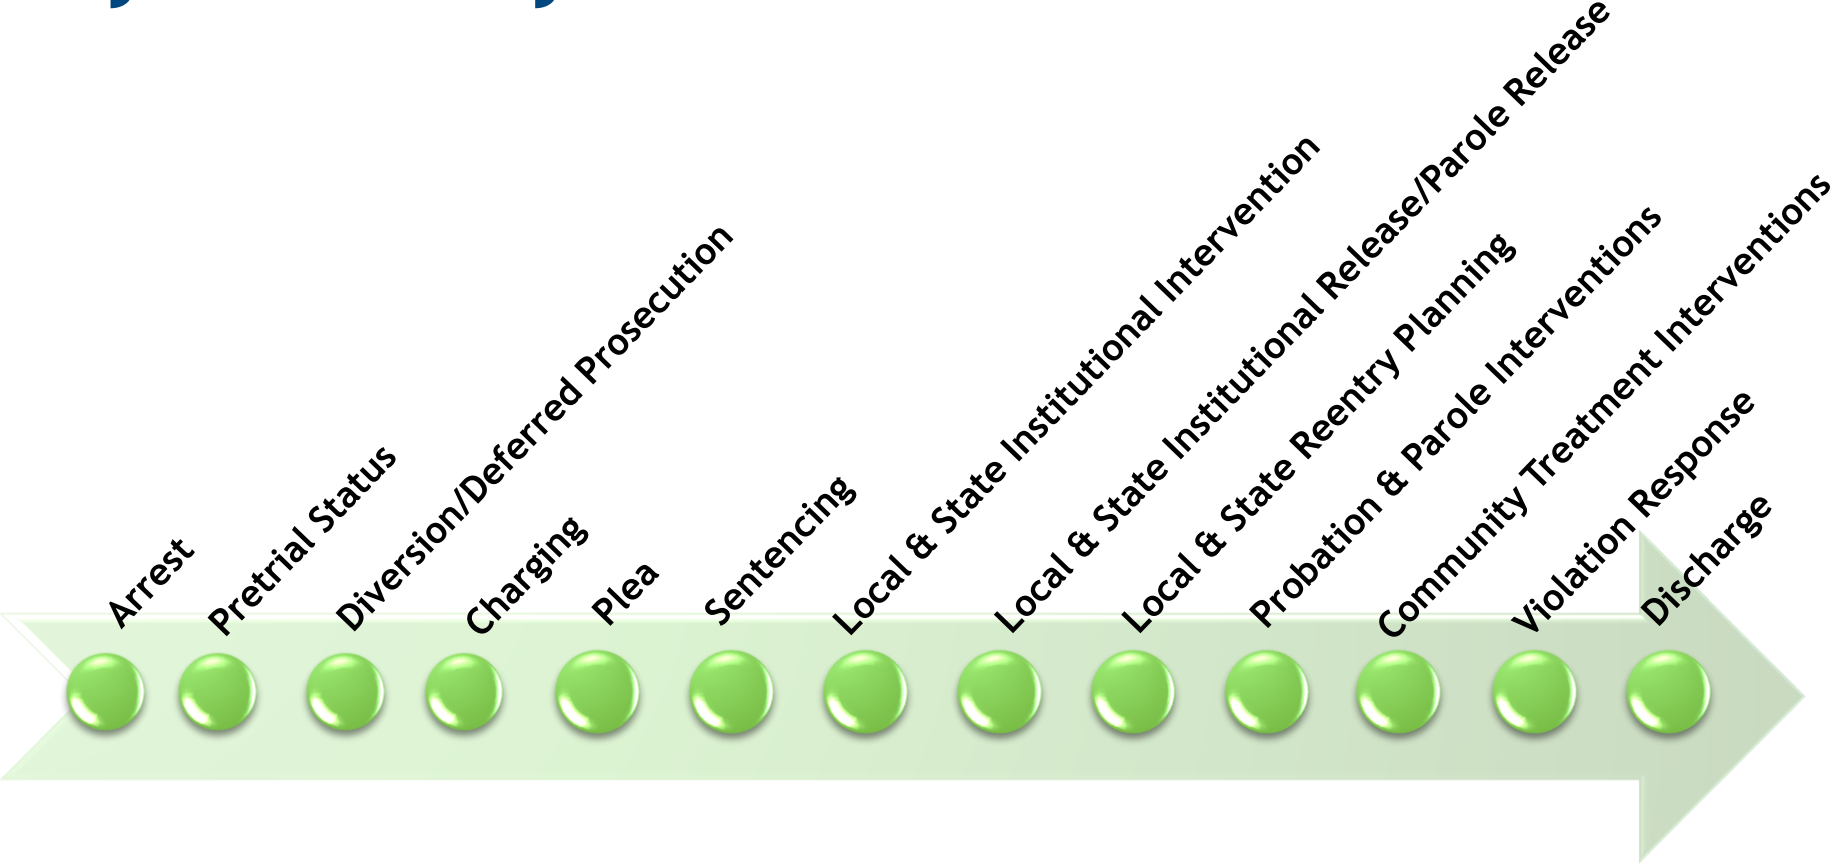 Arrest
Pretrial Status
Diversion/Deferred Prosecution
Charging
Plea
Sentencing
Local & State Institutional Intervention
Local & State Institutional Release/Parole Release
Local & State Reentry Planning
Probation & Parole Interventions
Community Treatment Interventions
Violation Response
Discharge